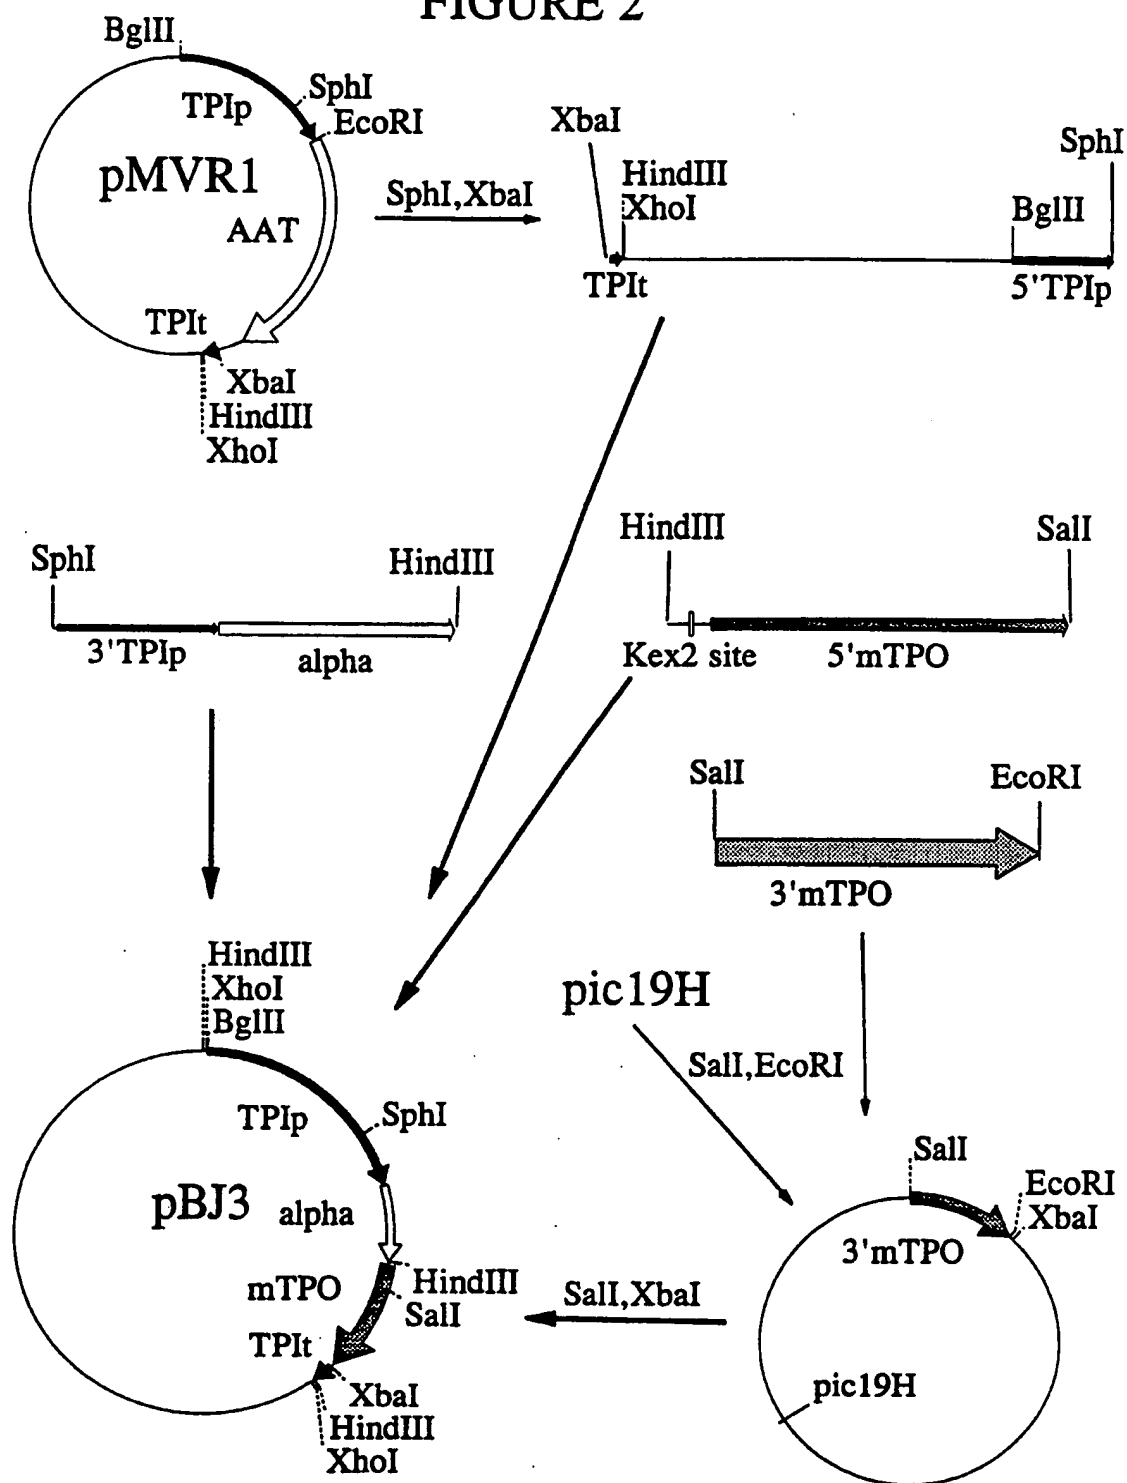 FIGURE 2
BglII
SphI
TPIp
EcoRI
pMVR1
AAT
TPIt
XbaI
HindIII
XhoI
SphI,XbaI
XbaI
HindIII
XhoI
SphI
BglII
TPIt
5'TPIp
SphI
HindIII
3'TPIp
alpha
HindIII
SalI
Kex2 site
5'mTPO
SalI
EcoRI
3'mTPO
pic19H
SalI,EcoRI
HindIII
XhoI
BglII
TPIp
SphI
pBJ3
alpha
mTPO
HindIII
SalI
TPIt
XbaI
HindIII
XhoI
SalI,XbaI
SalI
EcoRI
XbaI
3'mTPO
pic19H